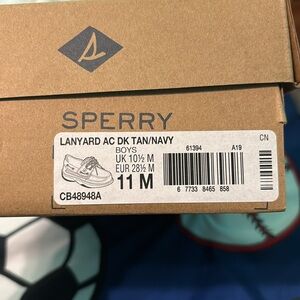 SPERRY
LANYARD AC DK TAN/NAVY
BOYS
UK 10½ M
EUR 28½ M
11 M
CB48948A
61394
A19
CN
6 77338 465 858